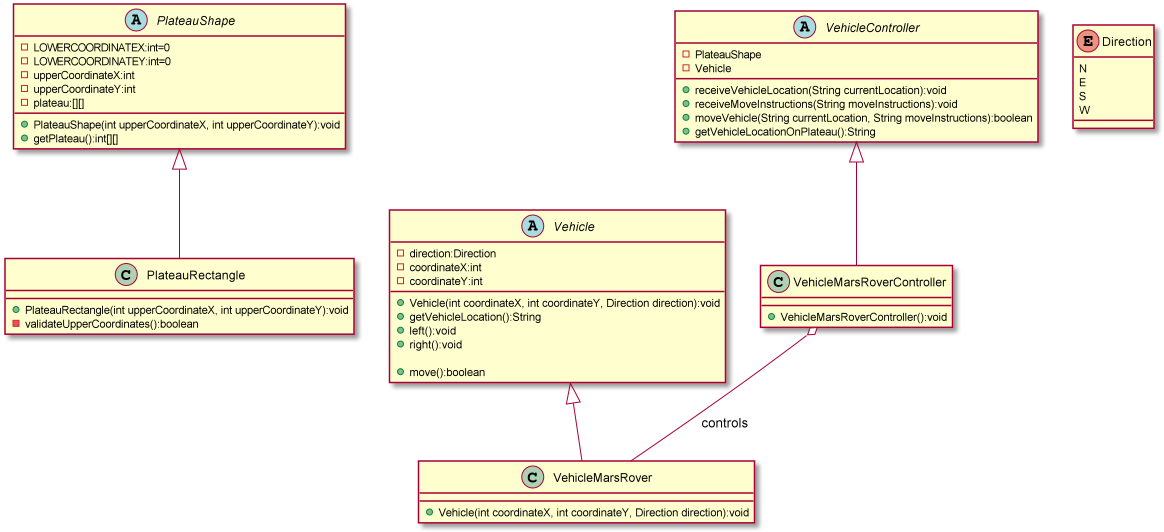 A PlateauShape
LOWERCOORDINATEX:int=0
LOWERCOORDINATEY:int=0
upperCoordinateX:int
upperCoordinateY:int
plateau:[][]
PlateauShape(int upperCoordinateX, int upperCoordinateY):void
getPlateau():int[][]
A VehicleController
PlateauShape
Vehicle
receiveVehicleLocation(String currentLocation):void
receiveMoveInstructions(String moveInstructions):void
moveVehicle(String currentLocation, String moveInstructions):boolean
getVehicleLocationOnPlateau():String
E Direction
N
E
S
W
A Vehicle
direction:Direction
coordinateX:int
coordinateY:int
Vehicle(int coordinateX, int coordinateY, Direction direction):void
getVehicleLocation():String
left():void
right():void
move():boolean
C PlateauRectangle
PlateauRectangle(int upperCoordinateX, int upperCoordinateY):void
validateUpperCoordinates():boolean
C VehicleMarsRoverController
VehicleMarsRoverController():void
controls
C VehicleMarsRover
Vehicle(int coordinateX, int coordinateY, Direction direction):void